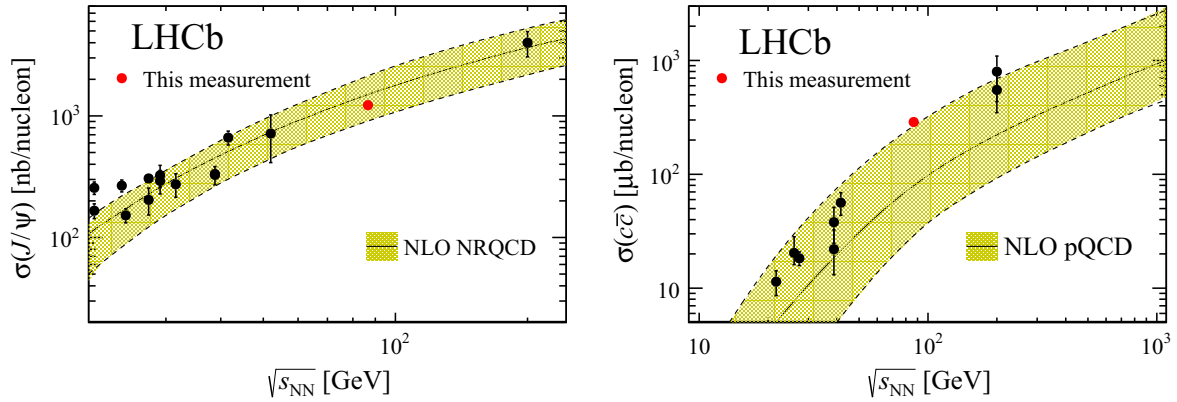 LHCb
This measurement
σ(J/ψ) [nb/nucleon]
10³
10²
NLO NRQCD
10²
√s_NN [GeV]
LHCb
This measurement
σ(cc̅) [μb/nucleon]
10³
10²
10
NLO pQCD
10 10² 10³
√s_NN [GeV]